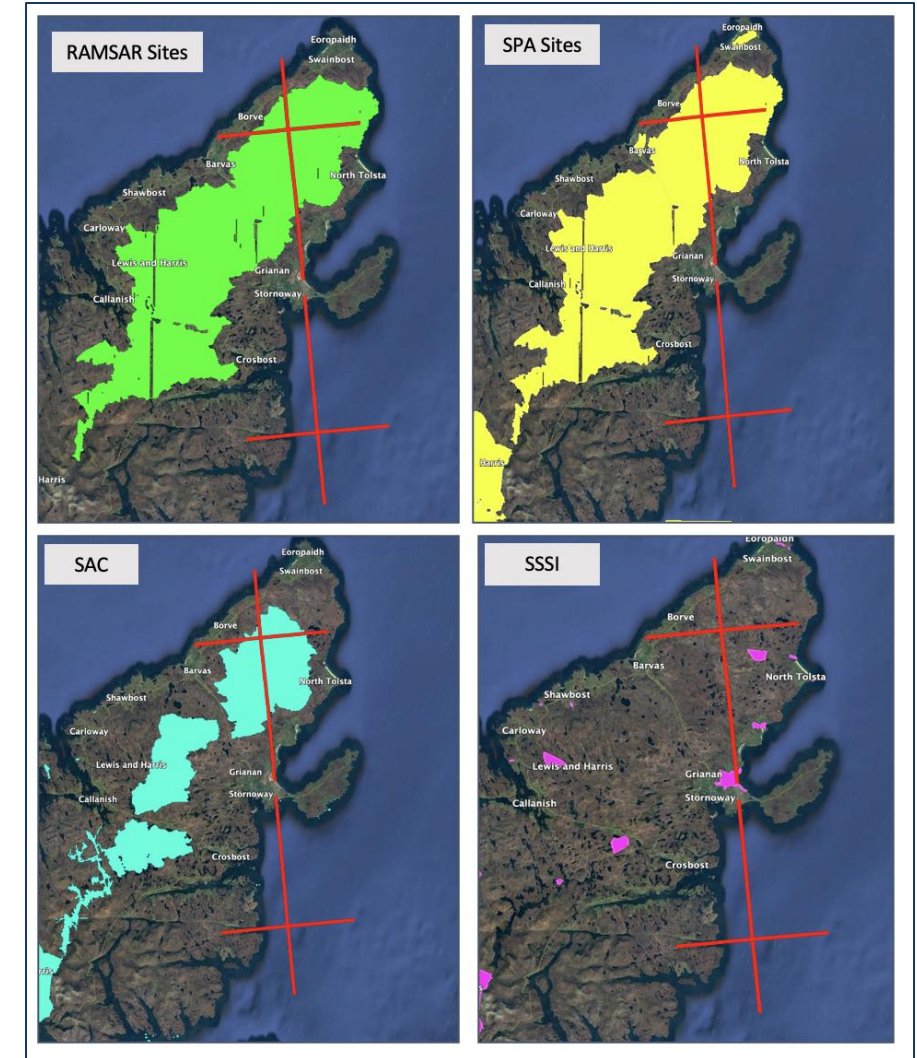 RAMSAR Sites
Eoropaidh
Swainbost
Borve
Barvas
North Tolsta
Shawbost
Carloway
Lewis and Harris
Grianan
Callanish
Stornoway
Crosbost
Harris
SPA Sites
Eoropaidh
Swainbost
Borve
Barvas
North Tolsta
Shawbost
Carloway
Lewis and Harris
Grianan
Callanish
Stornoway
Crosbost
Harris
SAC
Eoropaidh
Swainbost
Borve
Barvas
North Tolsta
Shawbost
Carloway
Lewis and Harris
Grianan
Callanish
Stornoway
Crosbost
rris
SSSI
Eoropaidh
Swainbost
Borve
Barvas
North Tolsta
Shawbost
Carloway
Lewis and Harris
Grianan
Callanish
Stornoway
Crosbost